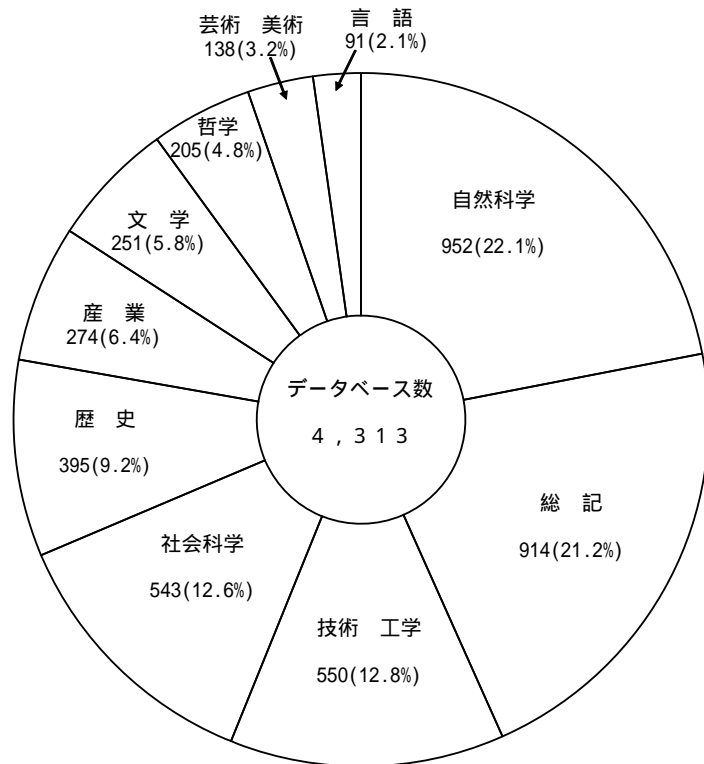 芸術　美術
138(3.2%)
言　語
91(2.1%)
哲学
205(4.8%)
文　学
251(5.8%)
産　業
274(6.4%)
歴　史
395(9.2%)
社会科学
543(12.6%)
技術　工学
550(12.8%)
総　記
914(21.2%)
自然科学
952(22.1%)
データベース数
４，３１３